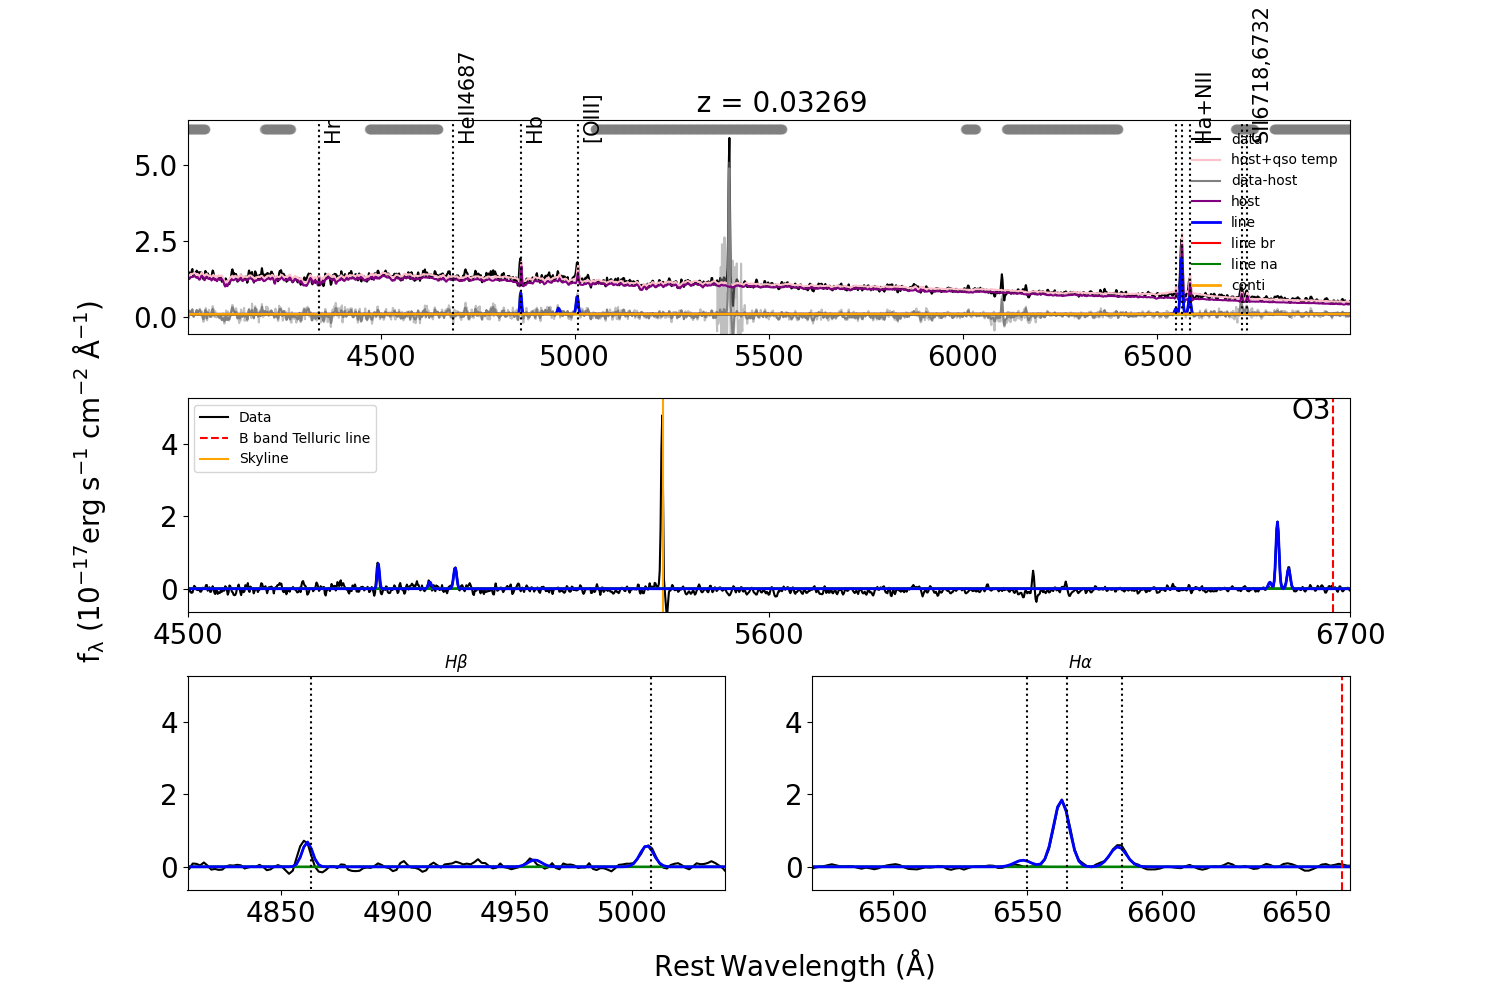 z = 0.03269
Hr
HeII4687
Hb
[OIII]
Ha+NII
SII6718,6732
data
host+qso temp
data-host
host
line
line br
line na
conti
5.0
2.5
0.0
4500 5000 5500 6000 6500
f_λ (10^−17 erg s^−1 cm^−2 Å^−1)
Data
B band Telluric line
Skyline
O3
4
2
0
4500 5600 6700
Hβ
4
2
0
4850 4900 4950 5000
Hα
4
2
0
6500 6550 6600 6650
Rest Wavelength (Å)